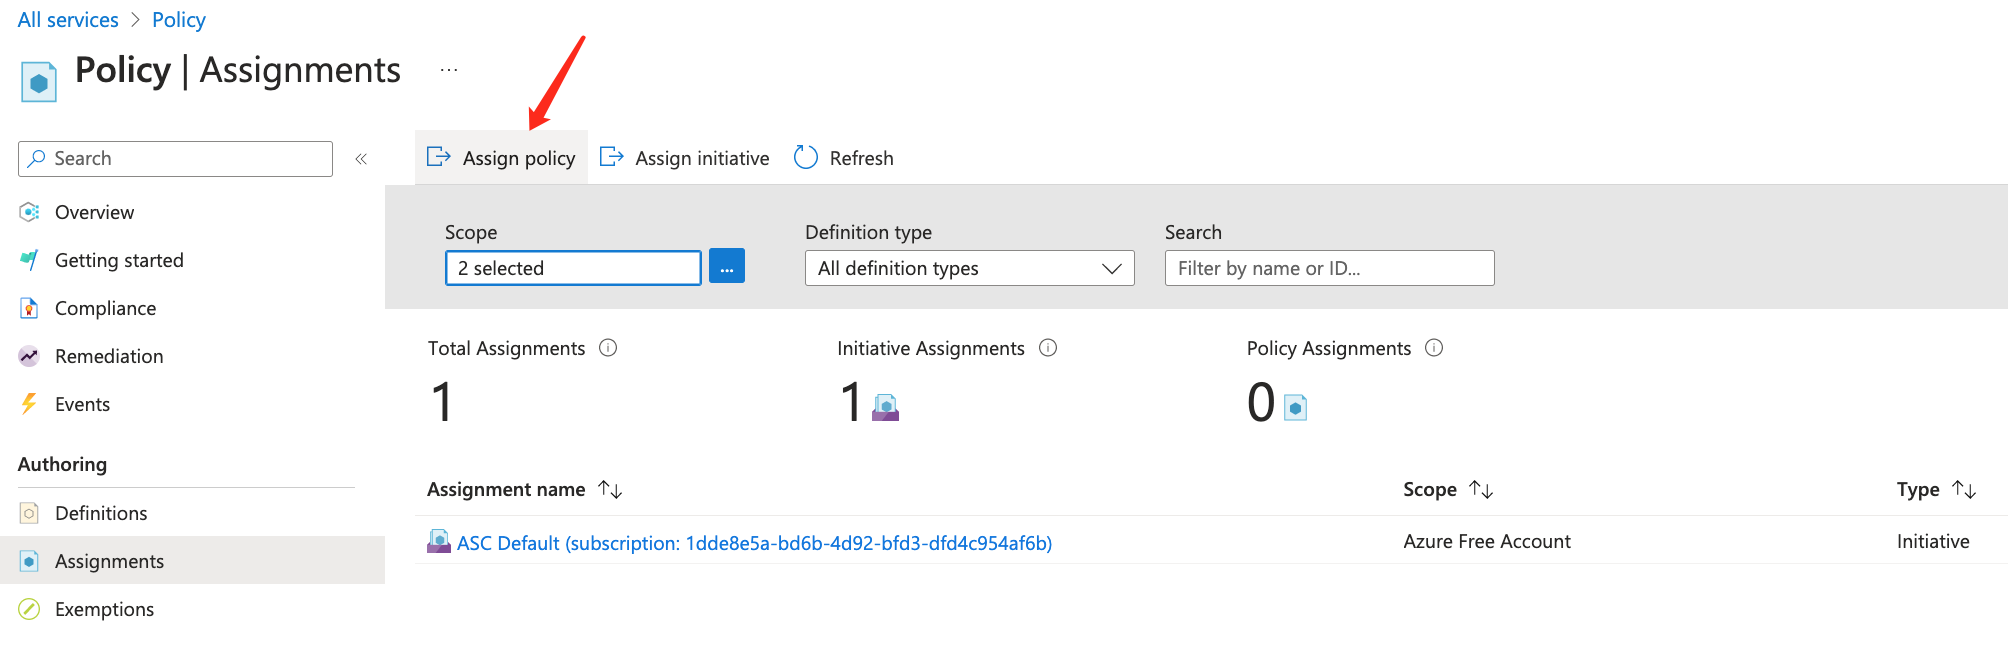 All services > Policy
Policy | Assignments ...
Search «
Overview
Getting started
Compliance
Remediation
Events
Authoring
Definitions
Assignments
Exemptions
Assign policy Assign initiative Refresh
Scope Definition type Search
2 selected ... All definition types Filter by name or ID...
Total Assignments Initiative Assignments Policy Assignments
1 1 0
Assignment name ↑↓ Scope ↑↓ Type ↑↓
ASC Default (subscription: 1dde8e5a-bd6b-4d92-bfd3-dfd4c954af6b) Azure Free Account Initiative